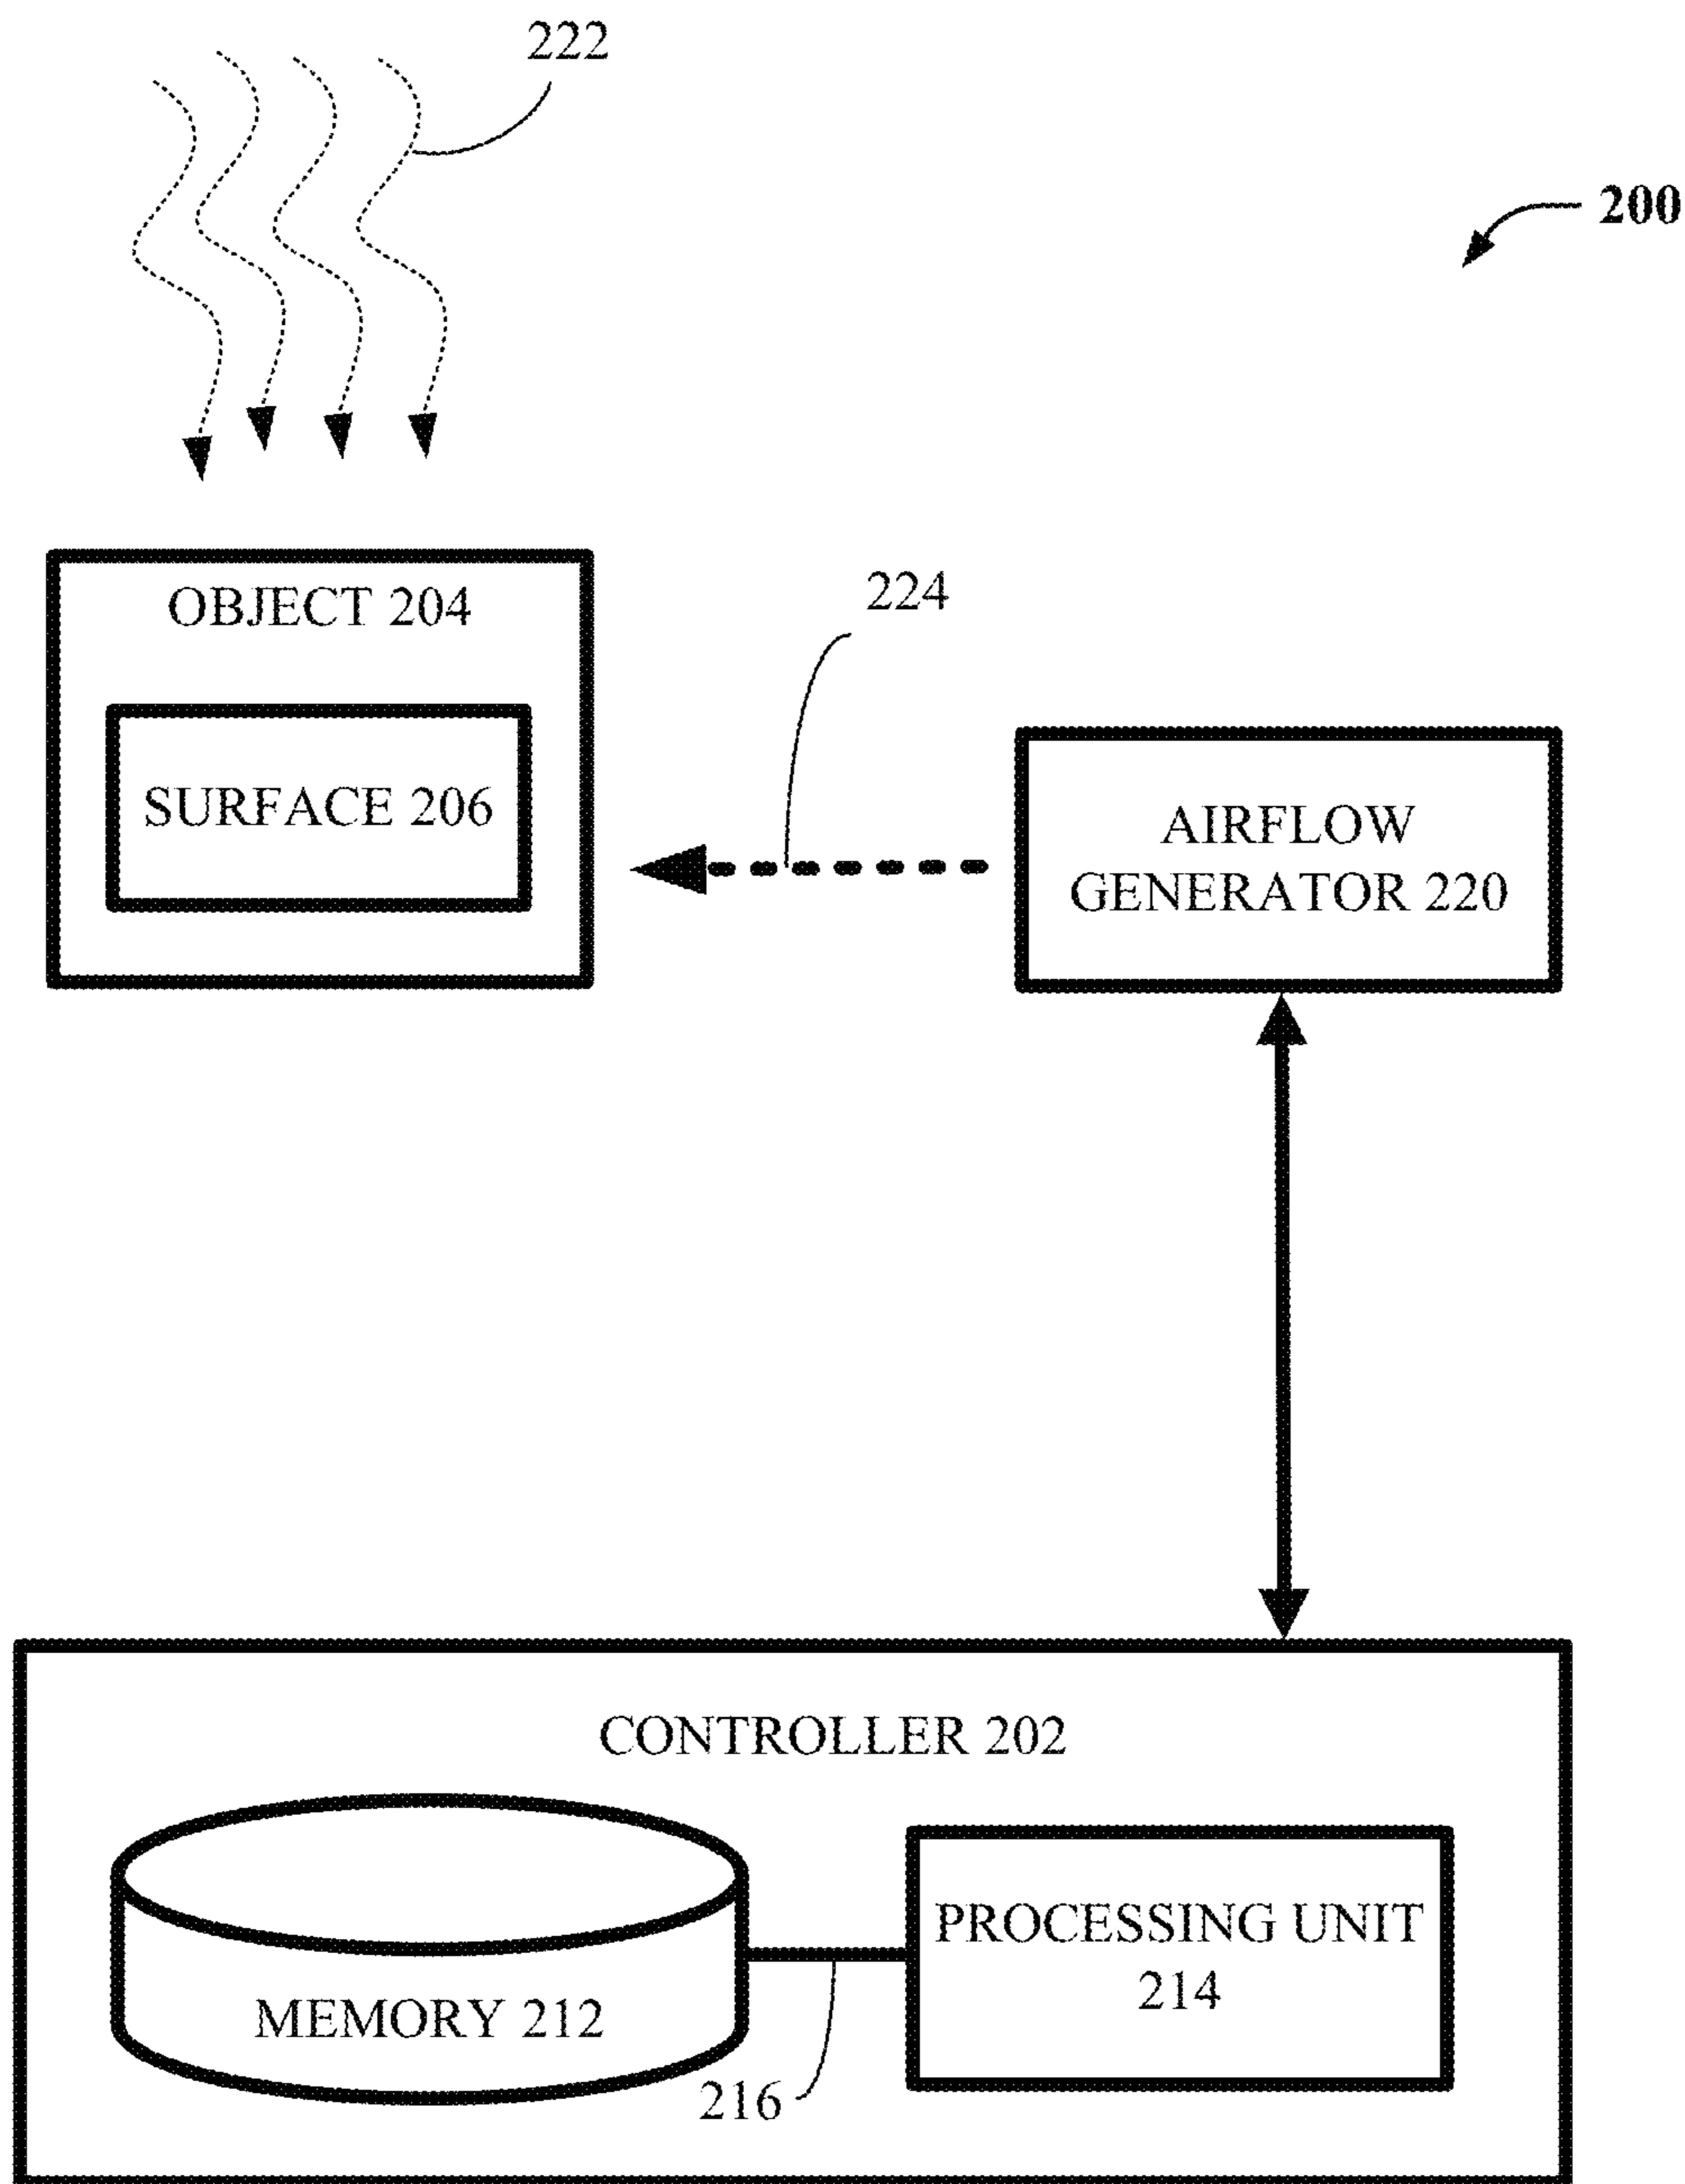 222
200
OBJECT 204
224
SURFACE 206
AIRFLOW
GENERATOR 220
CONTROLLER 202
PROCESSING UNIT
214
MEMORY 212
216